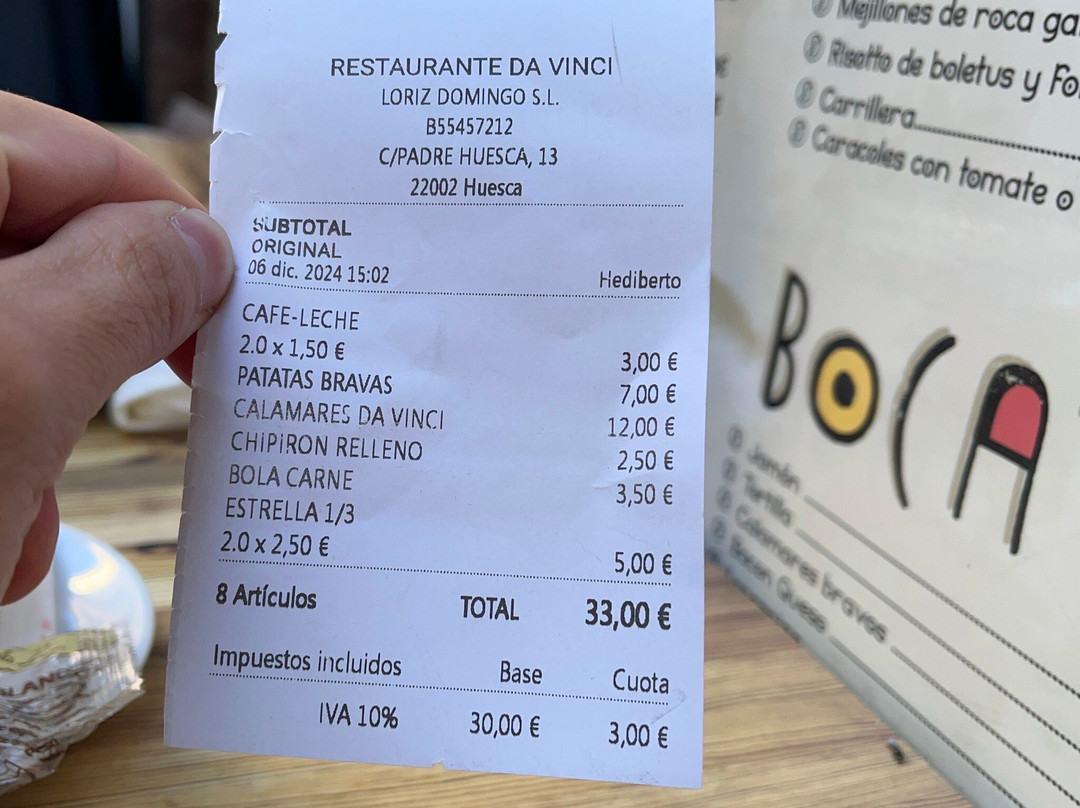 RESTAURANTE DA VINCI
LORIZ DOMINGO S.L.
B55457212
C/PADRE HUESCA, 13
22002 Huesca
SUBTOTAL
ORIGINAL
06 dic. 2024 15:02 Hediberto
CAFE-LECHE
2.0 x 1,50 € 3,00 €
PATATAS BRAVAS 7,00 €
CALAMARES DA VINCI 12,00 €
CHIPIRON RELLENO 2,50 €
BOLA CARNE 3,50 €
ESTRELLA 1/3
2.0 x 2,50 € 5,00 €
8 Artículos TOTAL 33,00 €
Impuestos incluidos Base Cuota
IVA 10% 30,00 € 3,00 €
Mejillones de roca
Risotto de boletus y
Carrillera
Caracoles con tomate o
BOCA
Jamón
Tortilla
Calamares bravos
Bacon Queso